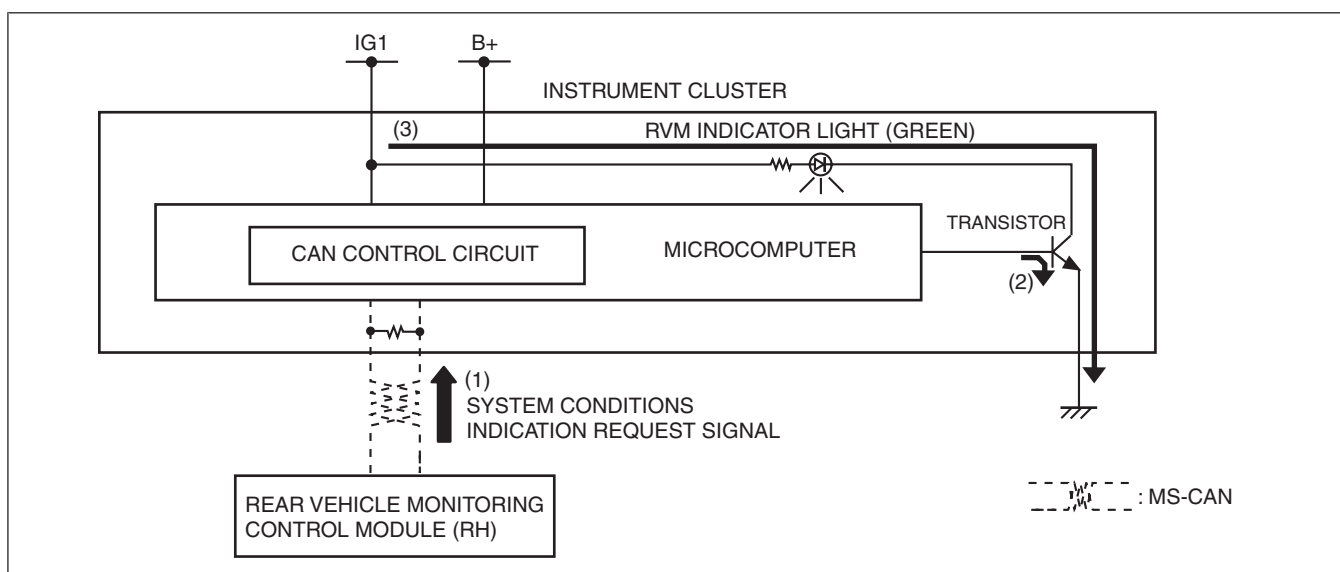 IG1
B+
INSTRUMENT CLUSTER
(3)
RVM INDICATOR LIGHT (GREEN)
TRANSISTOR
CAN CONTROL CIRCUIT
MICROCOMPUTER
(2)
(1)
SYSTEM CONDITIONS
INDICATION REQUEST SIGNAL
REAR VEHICLE MONITORING
CONTROL MODULE (RH)
: MS-CAN